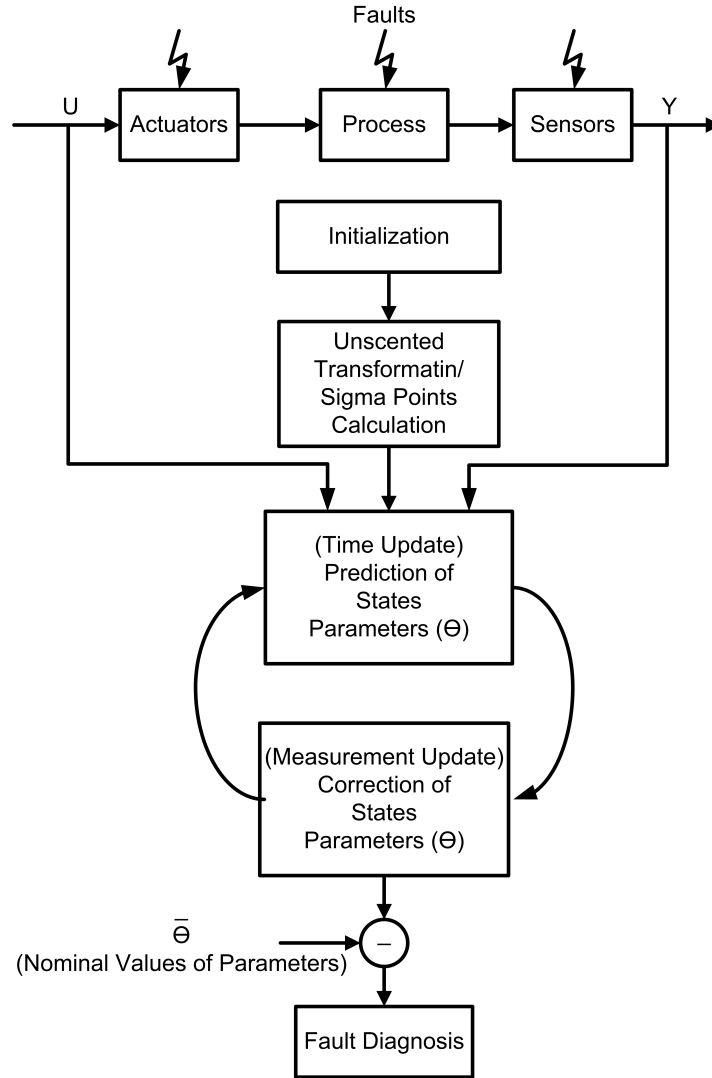 Faults
U
Y
Actuators
Process
Sensors
Initialization
Unscented
Transformatin/
Sigma Points
Calculation
(Time Update)
Prediction of
States
Parameters (Ɵ)
(Measurement Update)
Correction of
States
Parameters (Ɵ)
Ɵ̅
(Nominal Values of Parameters)
–
Fault Diagnosis